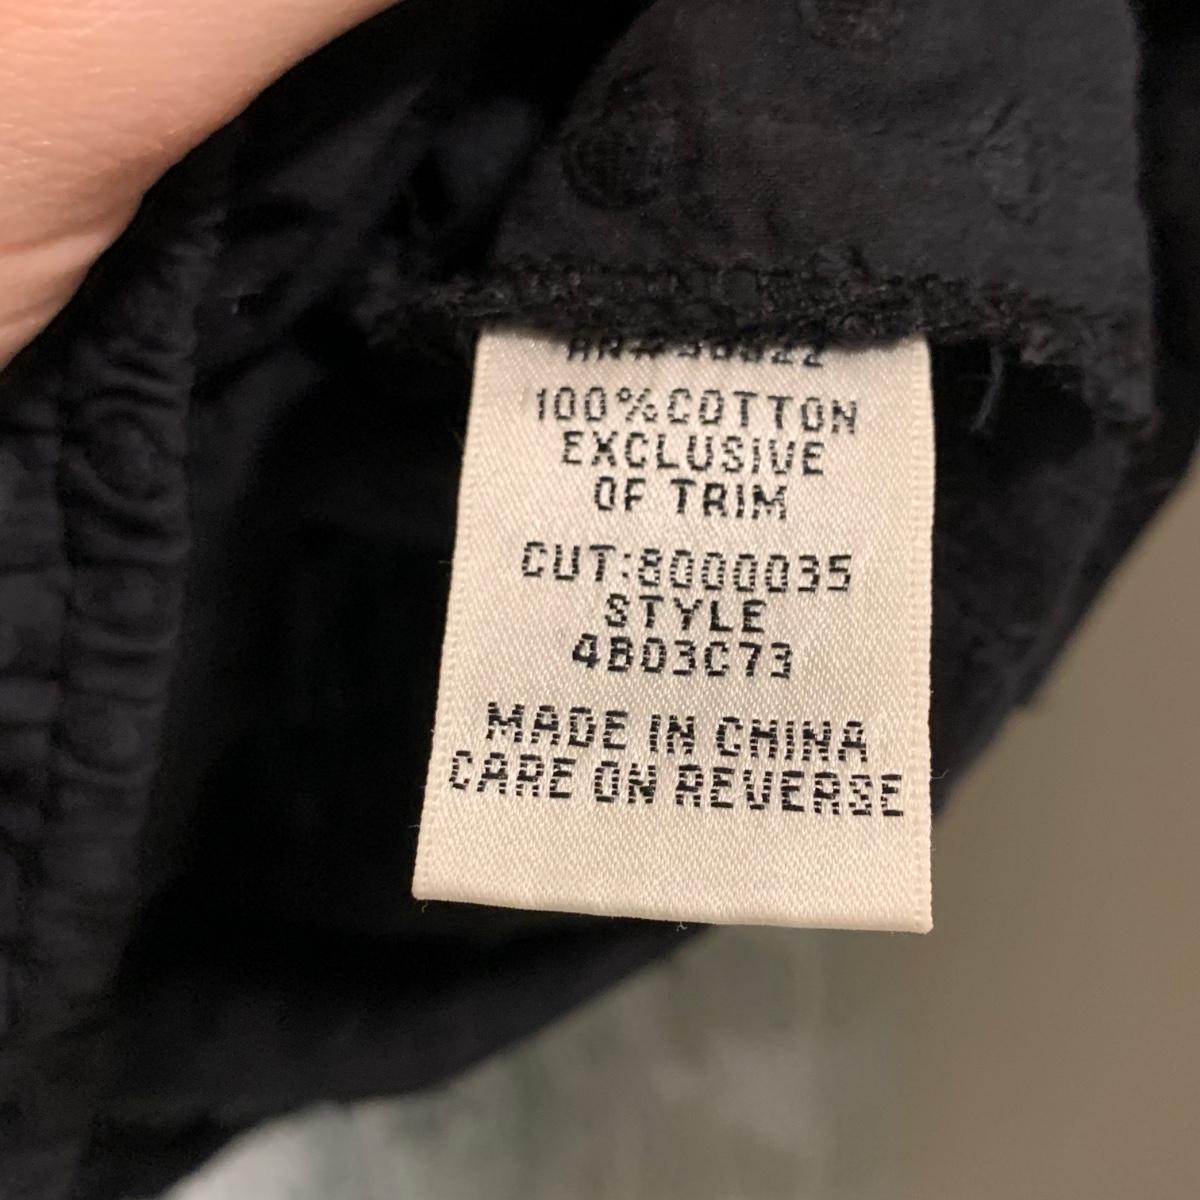 100%COTTON
EXCLUSIVE
OF TRIM
CUT:8000035
STYLE
4B03C73
MADE IN CHINA
CARE ON REVERSE